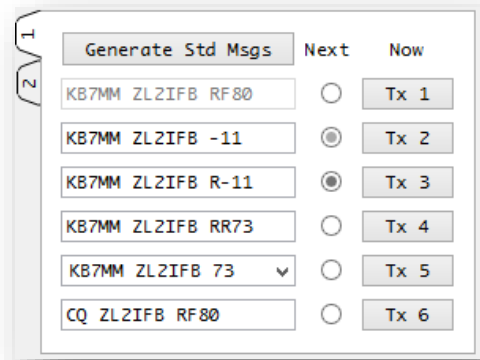 1
2
Generate Std Msgs Next Now
KB7MM ZL2IFB RF80 Tx 1
KB7MM ZL2IFB -11 Tx 2
KB7MM ZL2IFB R-11 Tx 3
KB7MM ZL2IFB RR73 Tx 4
KB7MM ZL2IFB 73 Tx 5
CQ ZL2IFB RF80 Tx 6